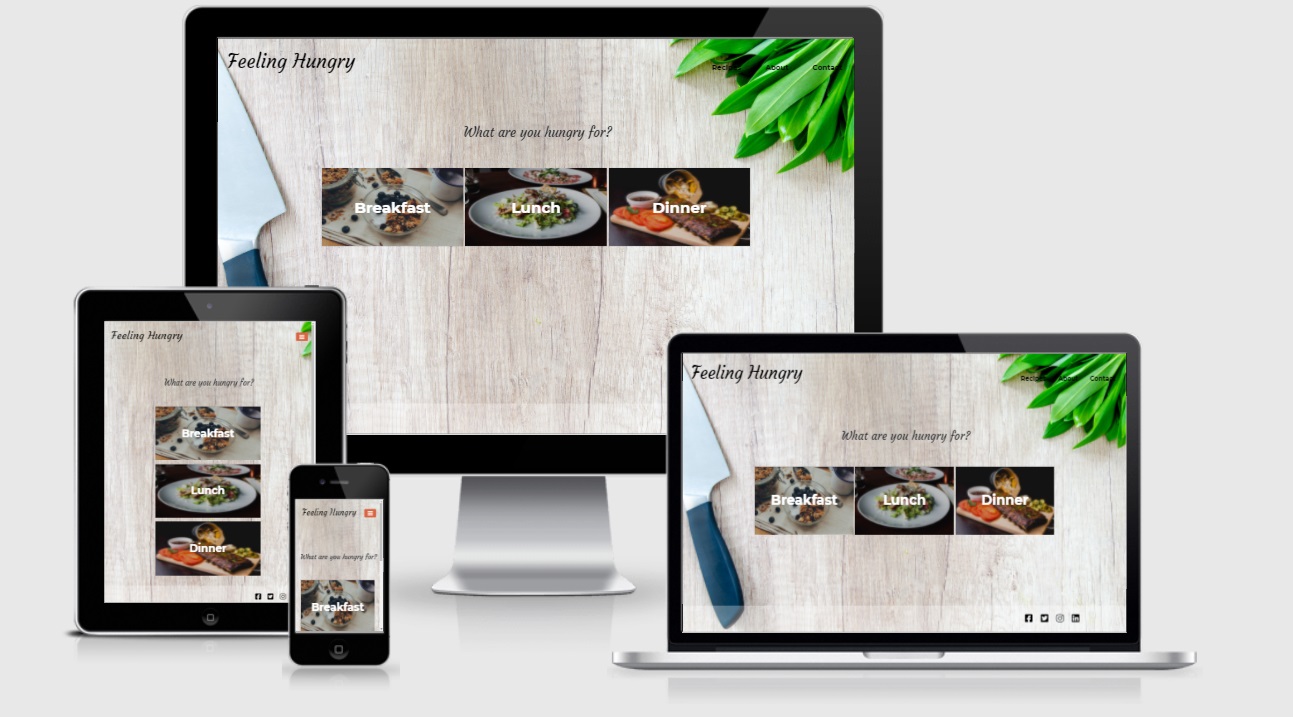 Feeling Hungry
Recipes About Contact
What are you hungry for?
Breakfast Lunch Dinner
Feeling Hungry
What are you hungry for?
Breakfast
Lunch
Dinner
Feeling Hungry
What are you hungry for?
Breakfast
Feeling Hungry
Recipes About Contact
What are you hungry for?
Breakfast Lunch Dinner